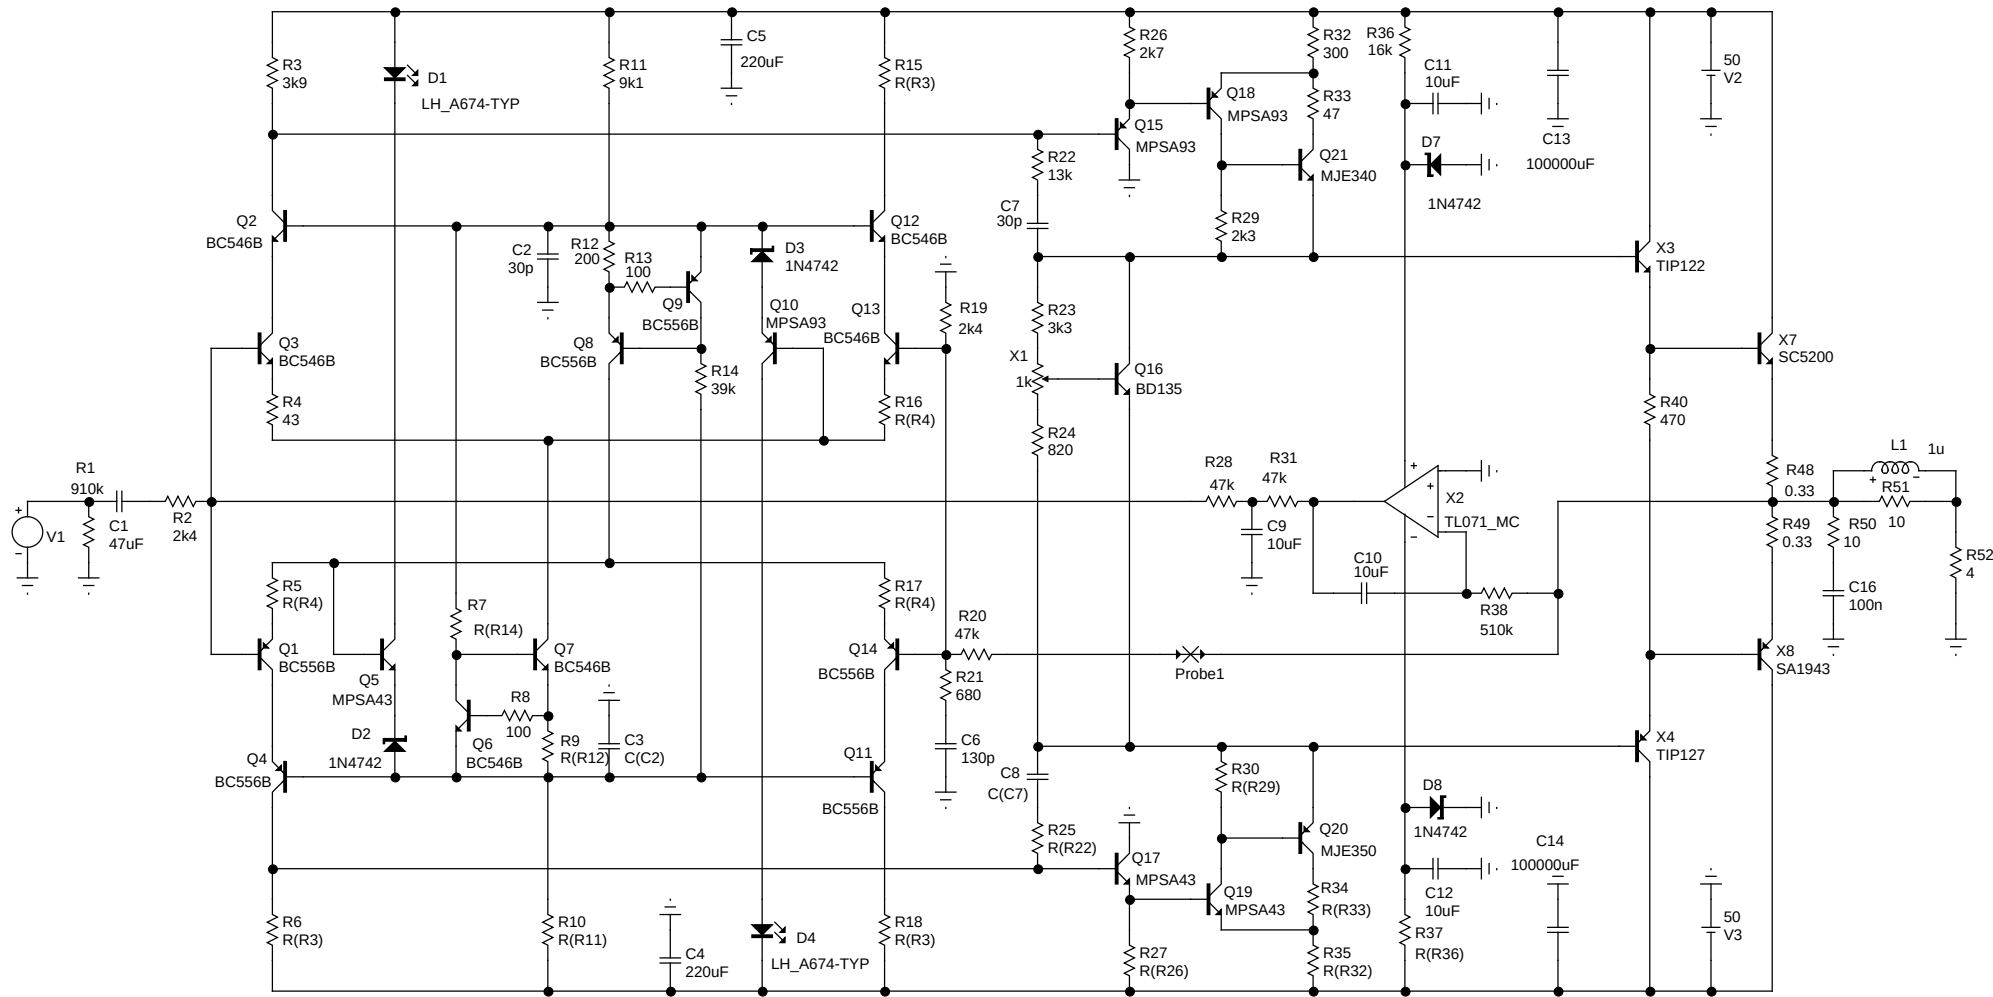 R3
3k9
D1
LH_A674-TYP
R11
9k1
C5
220uF
R15
R(R3)
R26
2k7
R32
300
R36
16k
C11
10uF
50
V2
Q18
MPSA93
R33
47
Q15
MPSA93
C13
100000uF
D7
1N4742
R22
13k
Q21
MJE340
C7
30p
R29
2k3
Q2
BC546B
C2
30p
R12
200
R13
100
D3
1N4742
Q12
BC546B
X3
TIP122
Q9
BC556B
Q10
MPSA93
Q13
BC546B
R19
2k4
R23
3k3
Q3
BC546B
Q8
BC556B
R14
39k
X1
1k
Q16
BD135
X7
SC5200
R4
43
R16
R(R4)
R24
820
R40
470
R1
910k
C1
47uF
R2
2k4
V1
+
−
R28
47k
R31
47k
C9
10uF
X2
TL071_MC
+
+
−
−
R48
0.33
R49
0.33
L1
1u
+
−
R51
10
R50
10
C16
100n
R52
4
C10
10uF
R38
510k
R5
R(R4)
R7
R(R14)
R17
R(R4)
R20
47k
Probe1
Q1
BC556B
Q5
MPSA43
Q7
BC546B
Q14
BC556B
R21
680
X8
SA1943
R8
100
Q6
BC546B
R9
R(R12)
C3
C(C2)
D2
1N4742
Q4
BC556B
Q11
BC556B
C6
130p
C8
C(C7)
R30
R(R29)
X4
TIP127
D8
1N4742
R25
R(R22)
Q20
MJE350
Q17
MPSA43
Q19
MPSA43
R34
R(R33)
C12
10uF
C14
100000uF
R6
R(R3)
R10
R(R11)
C4
220uF
D4
LH_A674-TYP
R18
R(R3)
R27
R(R26)
R35
R(R32)
R37
R(R36)
50
V3